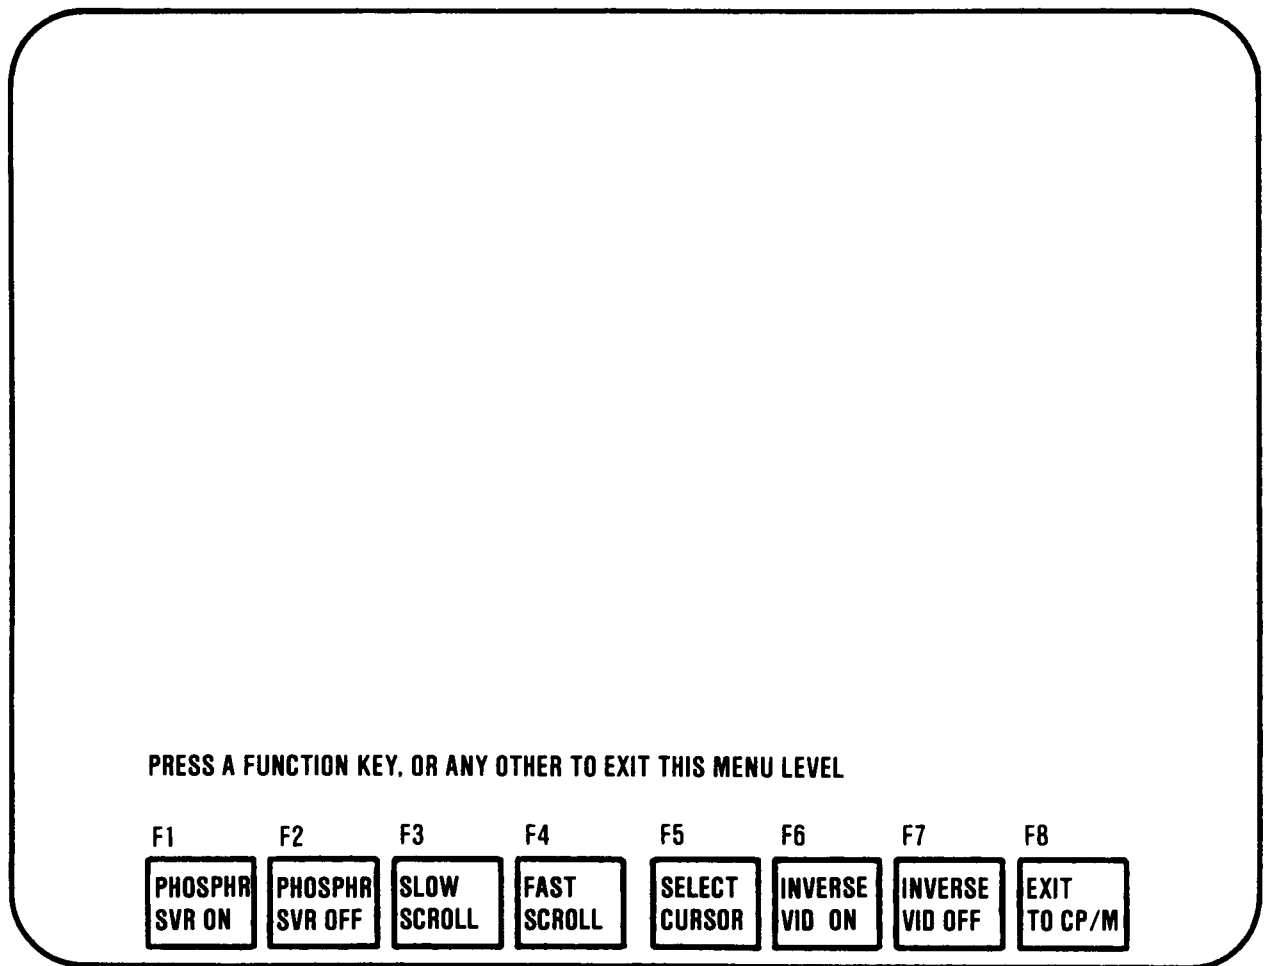 PRESS A FUNCTION KEY, OR ANY OTHER TO EXIT THIS MENU LEVEL
F1 F2 F3 F4 F5 F6 F7 F8
PHOSPHR PHOSPHR SLOW FAST SELECT INVERSE INVERSE EXIT
SVR ON SVR OFF SCROLL SCROLL CURSOR VID ON VID OFF TO CP/M